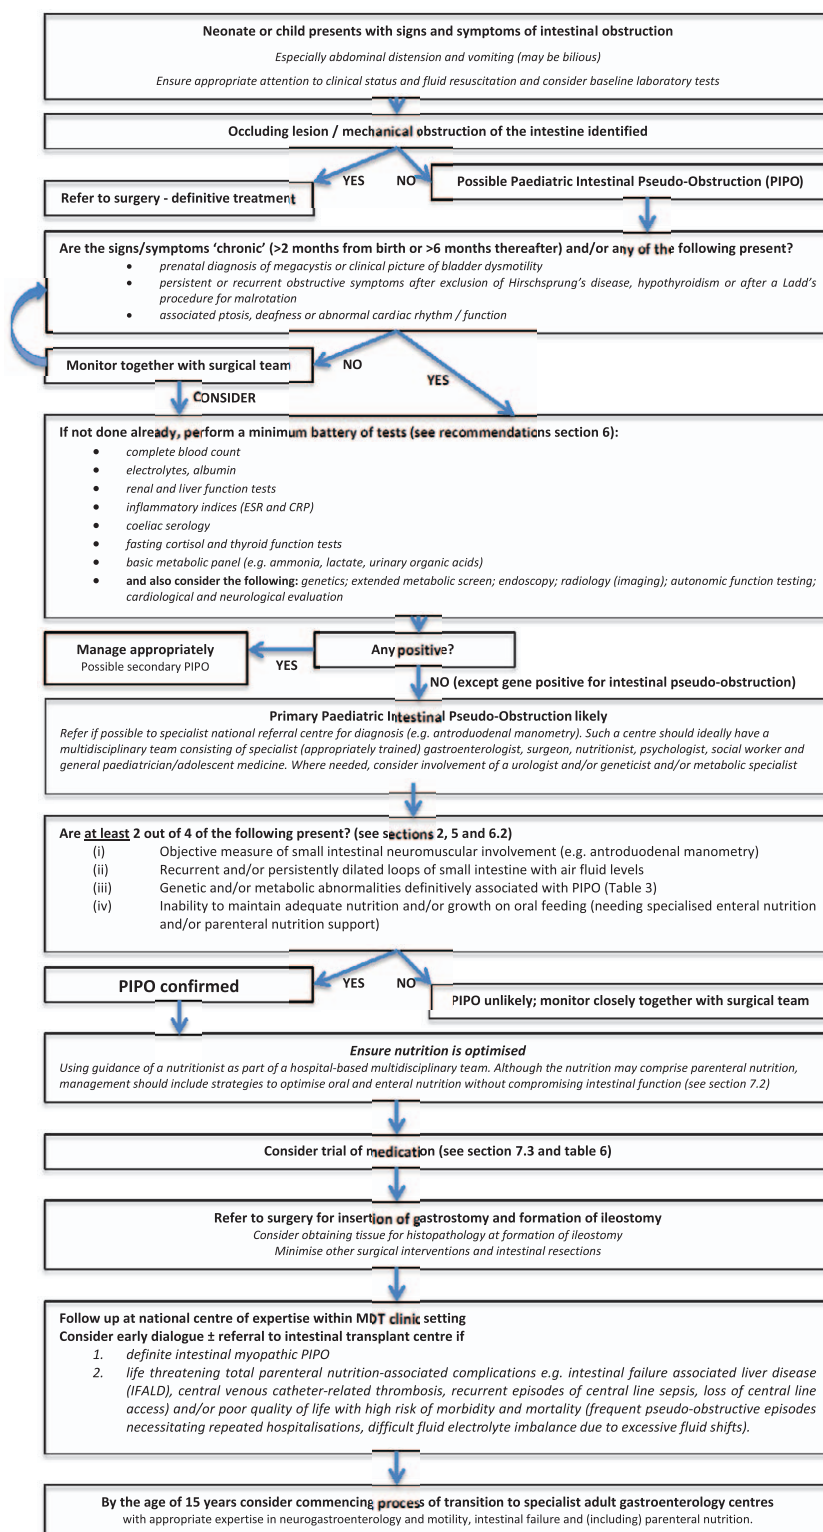 Neonate or child presents with signs and symptoms of intestinal obstruction
Especially abdominal distension and vomiting (may be bilious)
Ensure appropriate attention to clinical status and fluid resuscitation and consider baseline laboratory tests
Occluding lesion / mechanical obstruction of the intestine identified
YES NO
Possible Paediatric Intestinal Pseudo-Obstruction (PIPO)
Refer to surgery - definitive treatment
Are the signs/symptoms ‘chronic’ (>2 months from birth or >6 months thereafter) and/or any of the following present?
• prenatal diagnosis of megacystis or clinical picture of bladder dysmotility
• persistent or recurrent obstructive symptoms after exclusion of Hirschsprung’s disease, hypothyroidism or after a Ladd’s
procedure for malrotation
• associated ptosis, deafness or abnormal cardiac rhythm / function
Monitor together with surgical team
NO
YES
CONSIDER
If not done already, perform a minimum battery of tests (see recommendations section 6):
• complete blood count
• electrolytes, albumin
• renal and liver function tests
• inflammatory indices (ESR and CRP)
• coeliac serology
• fasting cortisol and thyroid function tests
• basic metabolic panel (e.g. ammonia, lactate, urinary organic acids)
• and also consider the following: genetics; extended metabolic screen; endoscopy; radiology (imaging); autonomic function testing;
cardiological and neurological evaluation
Manage appropriately
Possible secondary PIPO
YES
Any positive?
NO (except gene positive for intestinal pseudo-obstruction)
Primary Paediatric Intestinal Pseudo-Obstruction likely
Refer if possible to specialist national referral centre for diagnosis (e.g. antroduodenal manometry). Such a centre should ideally have a
multidisciplinary team consisting of specialist (appropriately trained) gastroenterologist, surgeon, nutritionist, psychologist, social worker and
general paediatrician/adolescent medicine. Where needed, consider involvement of a urologist and/or geneticist and/or metabolic specialist
Are at least 2 out of 4 of the following present? (see sections 2, 5 and 6.2)
(i) Objective measure of small intestinal neuromuscular involvement (e.g. antroduodenal manometry)
(ii) Recurrent and/or persistently dilated loops of small intestine with air fluid levels
(iii) Genetic and/or metabolic abnormalities definitively associated with PIPO (Table 3)
(iv) Inability to maintain adequate nutrition and/or growth on oral feeding (needing specialised enteral nutrition
and/or parenteral nutrition support)
PIPO confirmed
YES NO
PIPO unlikely; monitor closely together with surgical team
Ensure nutrition is optimised
Using guidance of a nutritionist as part of a hospital-based multidisciplinary team. Although the nutrition may comprise parenteral nutrition,
management should include strategies to optimise oral and enteral nutrition without compromising intestinal function (see section 7.2)
Consider trial of medication (see section 7.3 and table 6)
Refer to surgery for insertion of gastrostomy and formation of ileostomy
Consider obtaining tissue for histopathology at formation of ileostomy
Minimise other surgical interventions and intestinal resections
Follow up at national centre of expertise within MDT clinic setting
Consider early dialogue ± referral to intestinal transplant centre if
1. definite intestinal myopathic PIPO
2. life threatening total parenteral nutrition-associated complications e.g. intestinal failure associated liver disease
(IFALD), central venous catheter-related thrombosis, recurrent episodes of central line sepsis, loss of central line
access) and/or poor quality of life with high risk of morbidity and mortality (frequent pseudo-obstructive episodes
necessitating repeated hospitalisations, difficult fluid electrolyte imbalance due to excessive fluid shifts).
By the age of 15 years consider commencing process of transition to specialist adult gastroenterology centres
with appropriate expertise in neurogastroenterology and motility, intestinal failure and (including) parenteral nutrition.